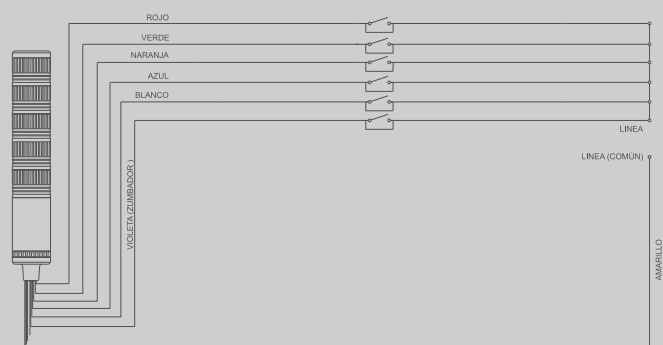 ROJO
VERDE
NARANJA
AZUL
BLANCO
VIOLETA (ZUMBADOR )
LINEA
LINEA (COMÚN)
AMARILLO